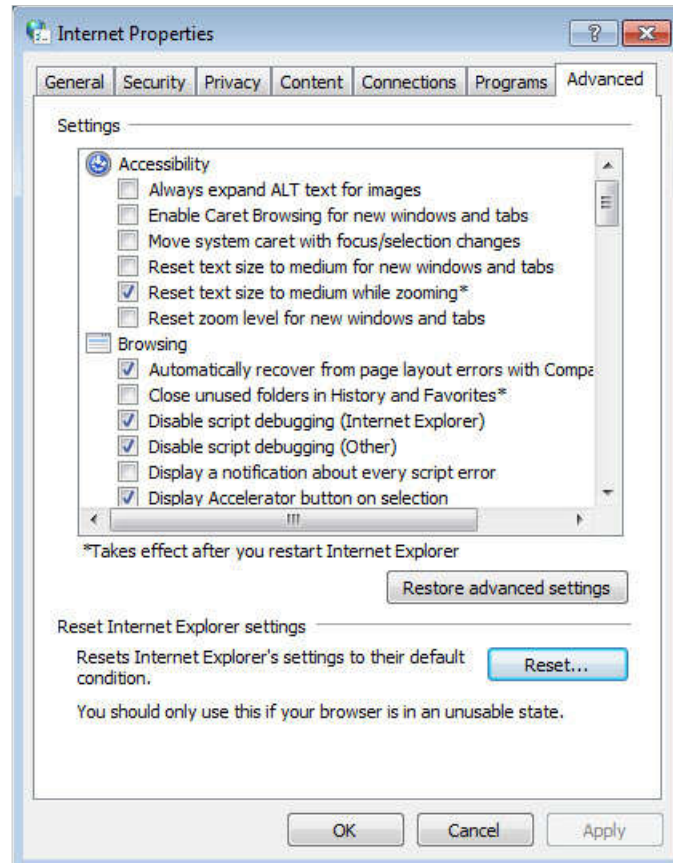 Internet Properties
General Security Privacy Content Connections Programs Advanced
Settings
Accessibility
Always expand ALT text for images
Enable Caret Browsing for new windows and tabs
Move system caret with focus/selection changes
Reset text size to medium for new windows and tabs
Reset text size to medium while zooming*
Reset zoom level for new windows and tabs
Browsing
Automatically recover from page layout errors with Compa
Close unused folders in History and Favorites*
Disable script debugging (Internet Explorer)
Disable script debugging (Other)
Display a notification about every script error
Display Accelerator button on selection
*Takes effect after you restart Internet Explorer
Restore advanced settings
Reset Internet Explorer settings
Resets Internet Explorer's settings to their default
condition.
Reset...
You should only use this if your browser is in an unusable state.
OK Cancel Apply